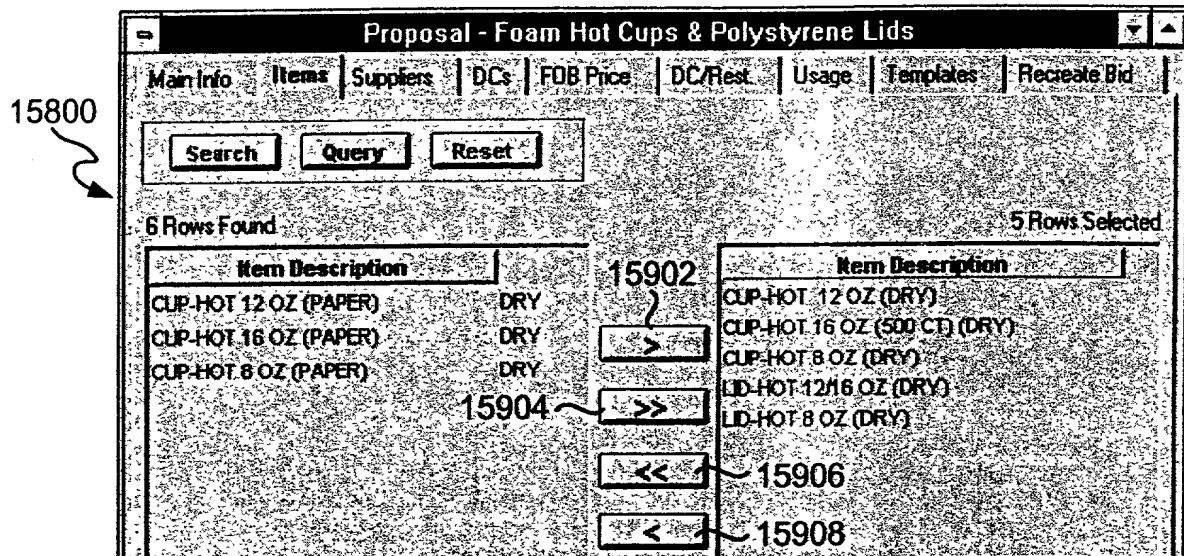 Proposal - Foam Hot Cups & Polystyrene Lids
Main Info Items Suppliers DCs FOB Price DC/Rest. Usage Templates Recreate Bid
15800
Search Query Reset
6 Rows Found 5 Rows Selected
Item Description Item Description
15902
CUP-HOT 12 OZ (PAPER) DRY CUP-HOT 12 OZ (DRY)
CUP-HOT 16 OZ (PAPER) DRY > CUP-HOT 16 OZ (500 CT) (DRY)
CUP-HOT 8 OZ (PAPER) DRY CUP-HOT 8 OZ (DRY)
LID-HOT 12/16 OZ (DRY)
15904 >> LID-HOT 8 OZ (DRY)
<< 15906
< 15908